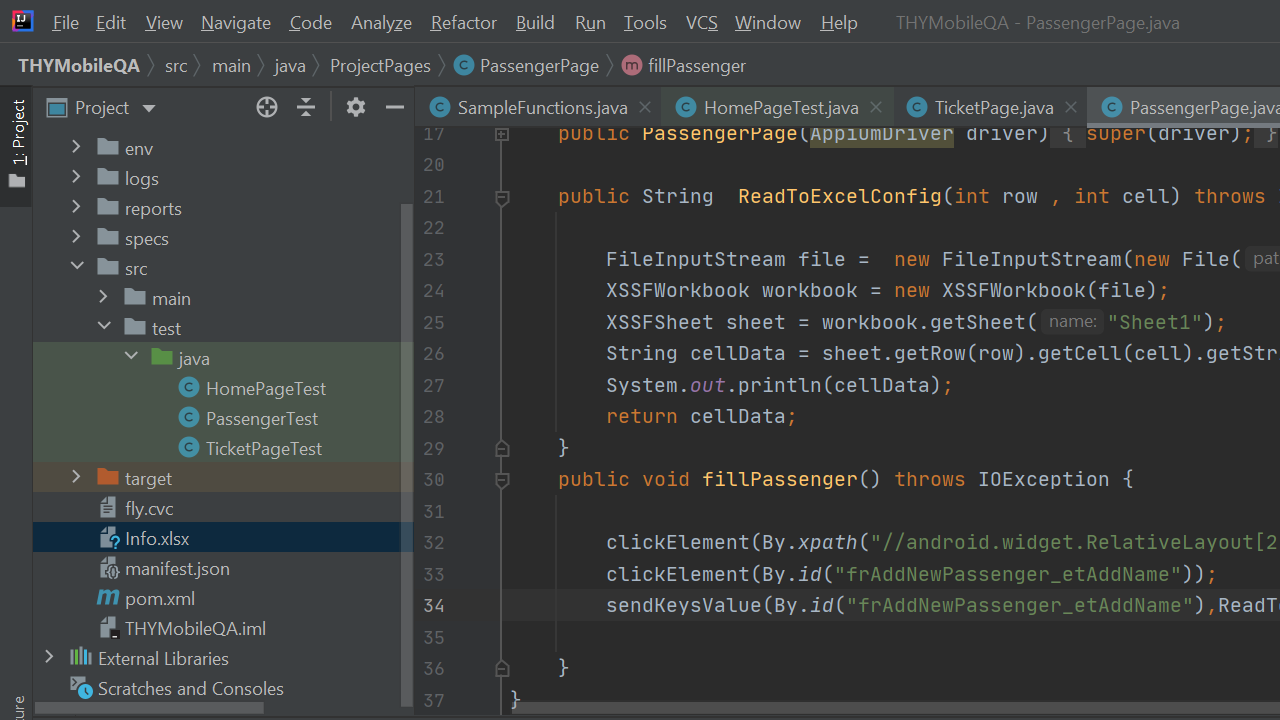 File Edit View Navigate Code Analyze Refactor Build Run Tools VCS Window Help THYMobileQA - PassengerPage.java
THYMobileQA src main java ProjectPages PassengerPage fillPassenger
1: Project
Project
env
logs
reports
specs
src
main
test
java
HomePageTest
PassengerTest
TicketPageTest
target
fly.cvc
Info.xlsx
manifest.json
pom.xml
THYMobileQA.iml
External Libraries
Scratches and Consoles
SampleFunctions.java HomePageTest.java TicketPage.java PassengerPage.java
17 public PassengerPage(AppiumDriver driver) { super(driver); }
20
21 public String ReadToExcelConfig(int row , int cell) throws
22
23 FileInputStream file = new FileInputStream(new File( pat
24 XSSFWorkbook workbook = new XSSFWorkbook(file);
25 XSSFSheet sheet = workbook.getSheet( name: "Sheet1");
26 String cellData = sheet.getRow(row).getCell(cell).getStr
27 System.out.println(cellData);
28 return cellData;
29 }
30 public void fillPassenger() throws IOException {
31
32 clickElement(By.xpath("//android.widget.RelativeLayout[2
33 clickElement(By.id("frAddNewPassenger_etAddName"));
34 sendKeysValue(By.id("frAddNewPassenger_etAddName"),ReadT
35
36 }
37 }